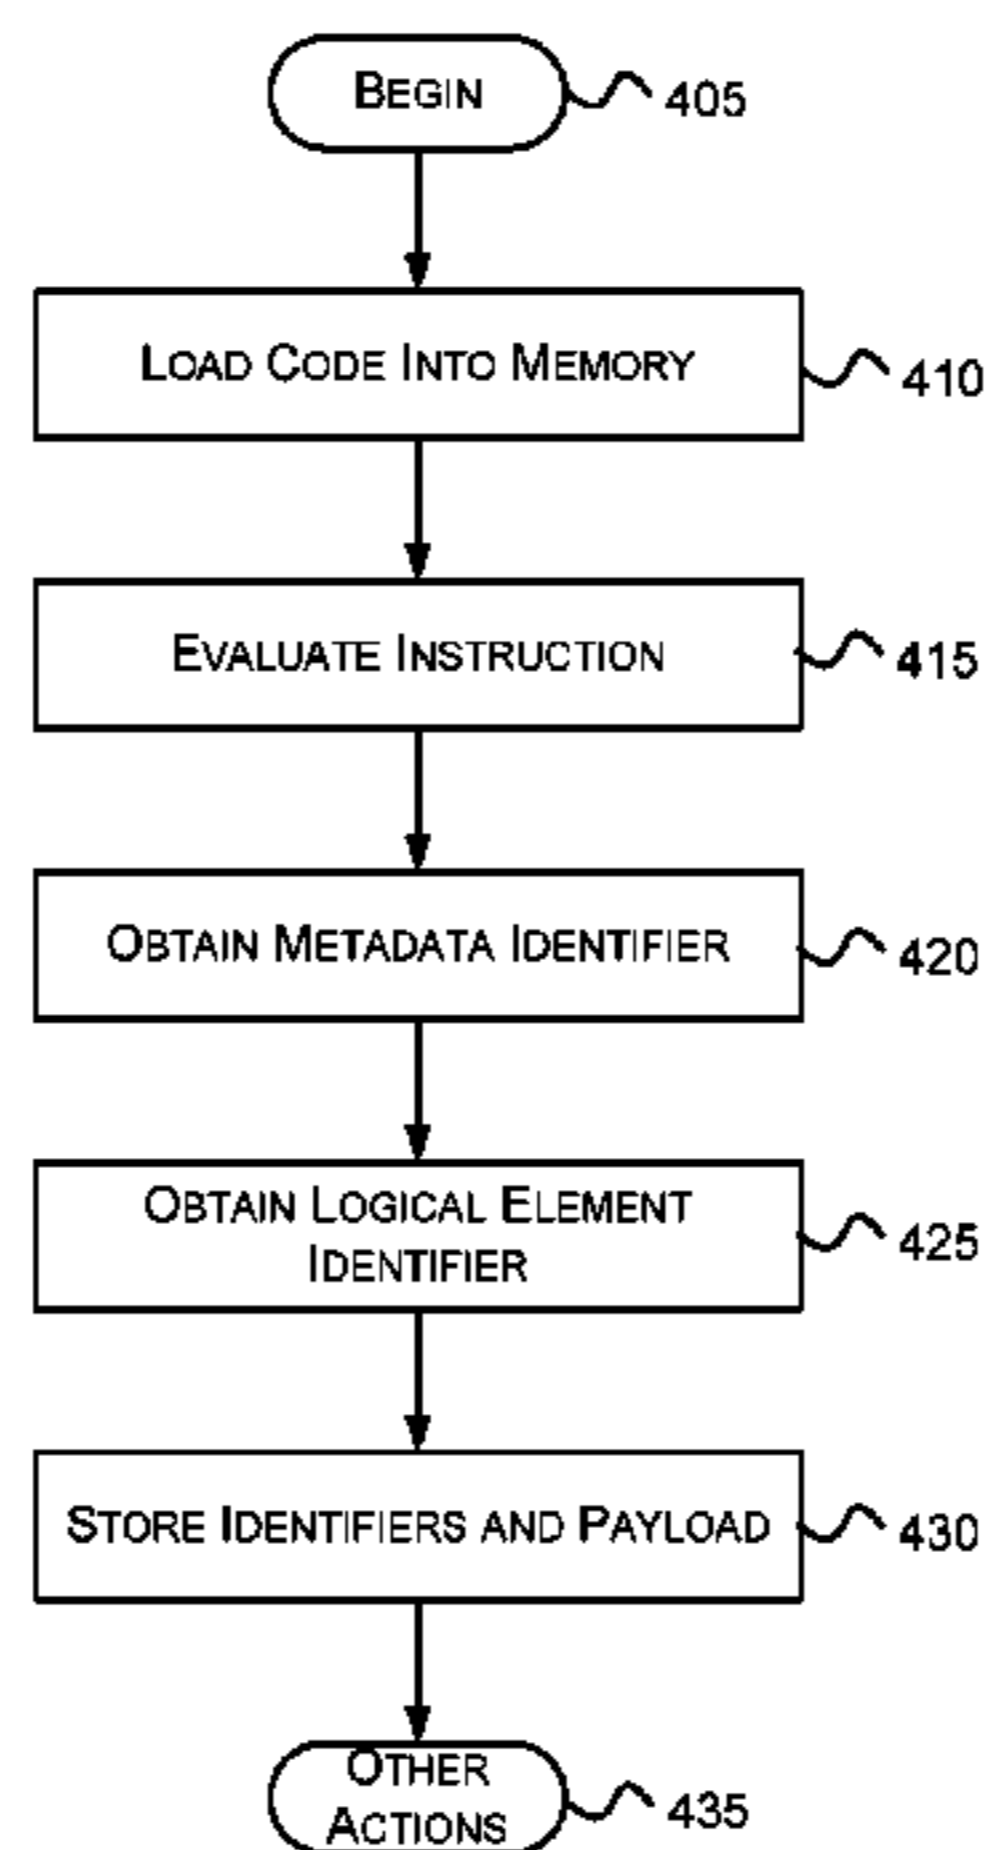 BEGIN
405
LOAD CODE INTO MEMORY
410
EVALUATE INSTRUCTION
415
OBTAIN METADATA IDENTIFIER
420
OBTAIN LOGICAL ELEMENT
IDENTIFIER
425
STORE IDENTIFIERS AND PAYLOAD
430
OTHER
ACTIONS
435